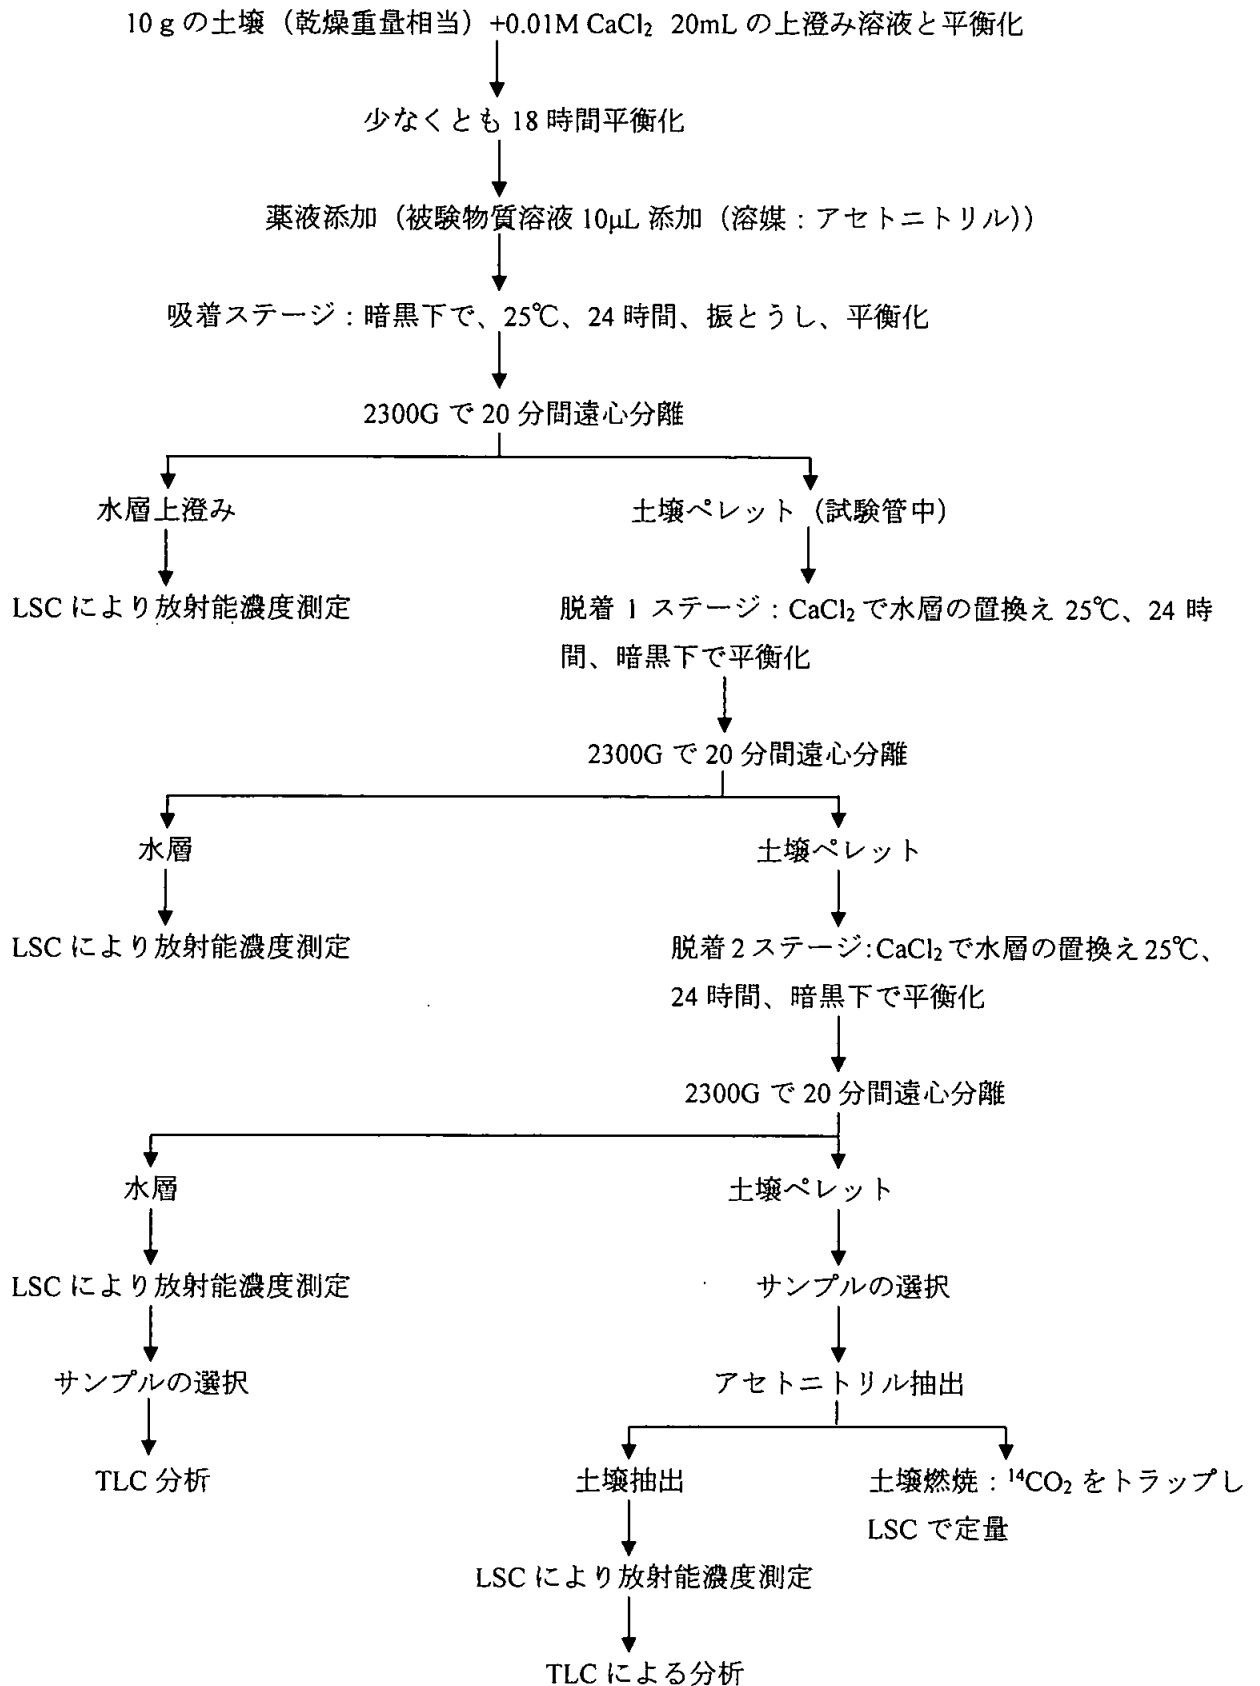 10 g の土壌（乾燥重量相当）+0.01M CaCl₂ 20mL の上澄み溶液と平衡化
少なくとも 18 時間平衡化
薬液添加（被験物質溶液 10μL 添加（溶媒：アセトニトリル））
吸着ステージ：暗黒下で、25℃、24 時間、振とうし、平衡化
2300G で 20 分間遠心分離
水層上澄み
土壌ペレット（試験管中）
LSC により放射能濃度測定
脱着 1 ステージ：CaCl₂ で水層の置換え 25℃、24 時
間、暗黒下で平衡化
2300G で 20 分間遠心分離
水層
土壌ペレット
LSC により放射能濃度測定
脱着 2 ステージ:CaCl₂ で水層の置換え 25℃、
24 時間、暗黒下で平衡化
2300G で 20 分間遠心分離
水層
土壌ペレット
LSC により放射能濃度測定
サンプルの選択
サンプルの選択
アセトニトリル抽出
TLC 分析
土壌抽出
土壌燃焼：¹⁴CO₂ をトラップし
LSC で定量
LSC により放射能濃度測定
TLC による分析